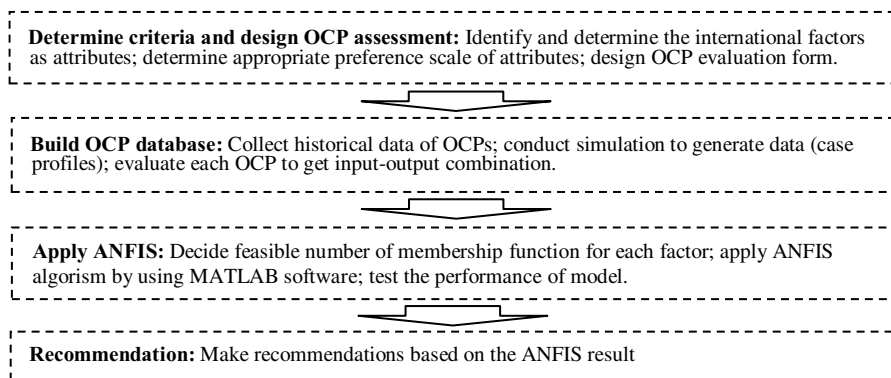 Determine criteria and design OCP assessment: Identify and determine the international factors
as attributes; determine appropriate preference scale of attributes; design OCP evaluation form.
Build OCP database: Collect historical data of OCPs; conduct simulation to generate data (case
profiles); evaluate each OCP to get input-output combination.
Apply ANFIS: Decide feasible number of membership function for each factor; apply ANFIS
algorism by using MATLAB software; test the performance of model.
Recommendation: Make recommendations based on the ANFIS result